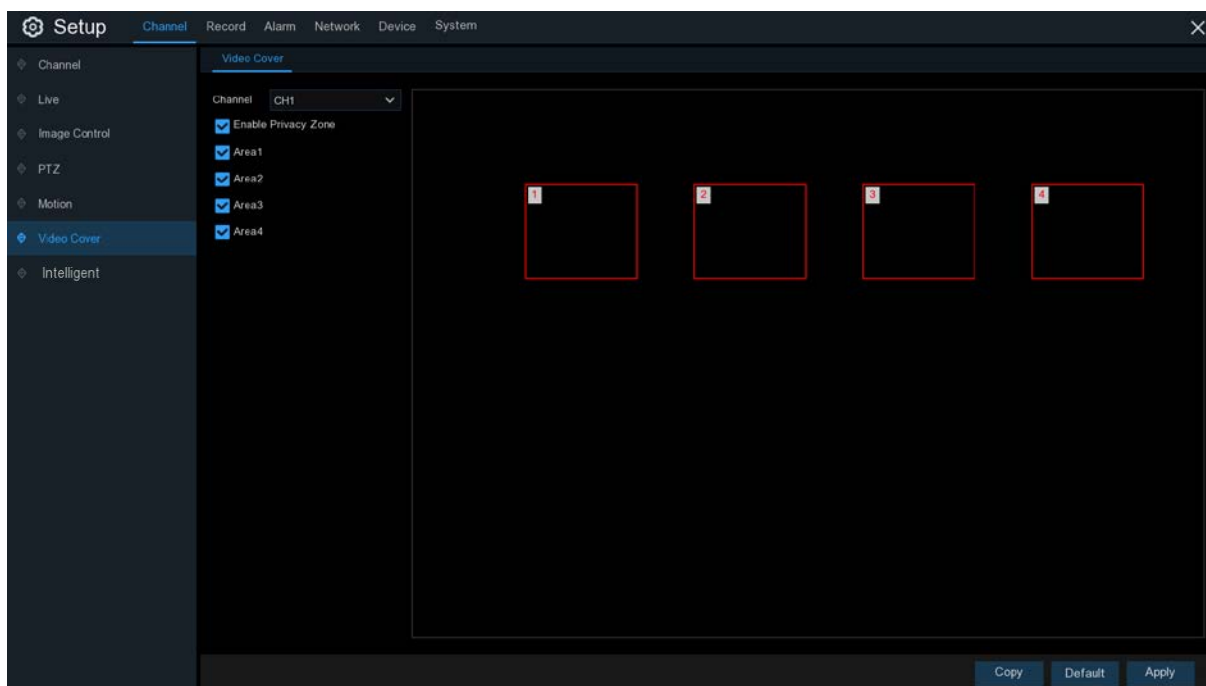 Setup Channel Record Alarm Network Device System
Channel
Live
Image Control
PTZ
Motion
Video Cover
Intelligent
Video Cover
Channel CH1
Enable Privacy Zone
Area1
Area2
Area3
Area4
1 2 3 4
Copy Default Apply